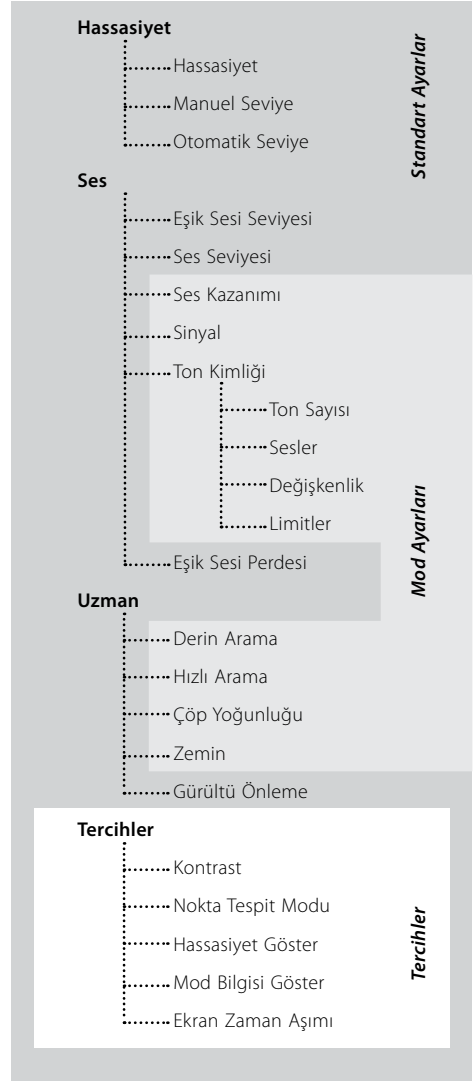 Hassasiyet
Hassasiyet
Manuel Seviye
Otomatik Seviye
Standart Ayarlar
Ses
Eşik Sesi Seviyesi
Ses Seviyesi
Ses Kazanımı
Sinyal
Ton Kimliği
Ton Sayısı
Sesler
Değişkenlik
Limitler
Eşik Sesi Perdesi
Mod Ayarları
Uzman
Derin Arama
Hızlı Arama
Çöp Yoğunluğu
Zemin
Gürültü Önleme
Tercihler
Kontrast
Nokta Tespit Modu
Hassasiyet Göster
Mod Bilgisi Göster
Ekran Zaman Aşımı
Tercihler